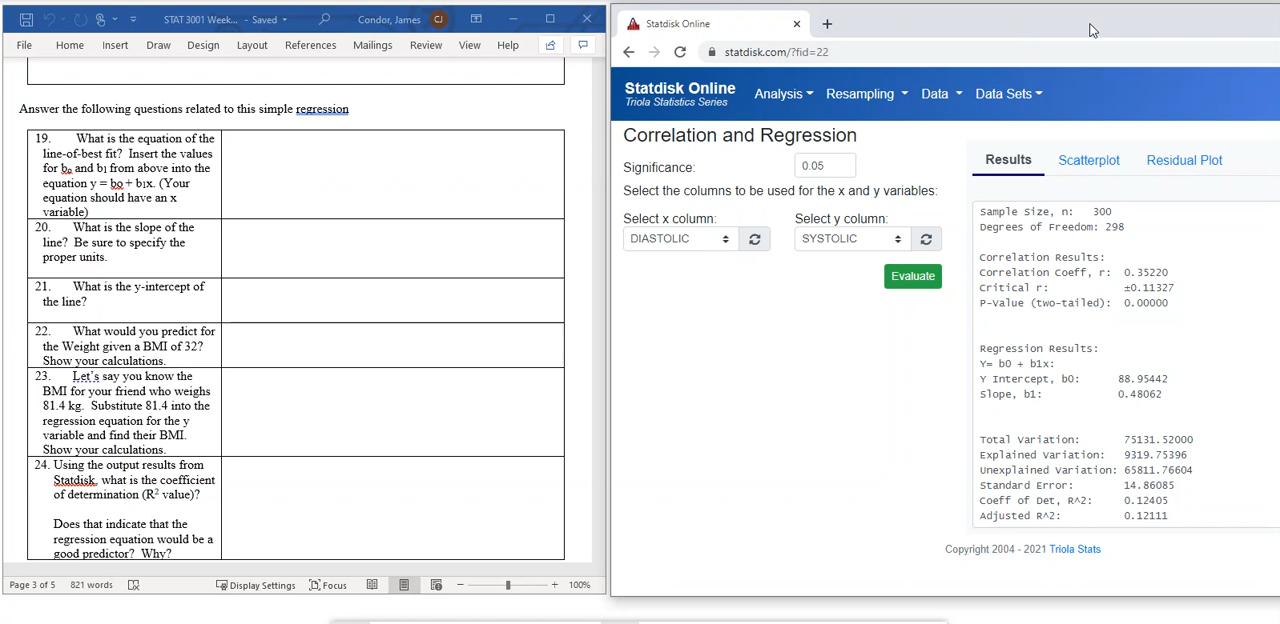 STAT 3001 Week... - Saved
Condor, James
CJ
File Home Insert Draw Design Layout References Mailings Review View Help
Answer the following questions related to this simple regression
19. What is the equation of the
line-of-best fit? Insert the values
for bo and b1 from above into the
equation y = bo + b1x. (Your
equation should have an x
variable)
20. What is the slope of the
line? Be sure to specify the
proper units.
21. What is the y-intercept of
the line?
22. What would you predict for
the Weight given a BMI of 32?
Show your calculations.
23. Let's say you know the
BMI for your friend who weighs
81.4 kg. Substitute 81.4 into the
regression equation for the y
variable and find their BMI.
Show your calculations.
24. Using the output results from
Statdisk, what is the coefficient
of determination (R² value)?
Does that indicate that the
regression equation would be a
good predictor? Why?
Page 3 of 5 821 words Display Settings Focus 100%
Statdisk Online
statdisk.com/?fid=22
Statdisk Online
Triola Statistics Series
Analysis Resampling Data Data Sets
Correlation and Regression
Significance: 0.05
Select the columns to be used for the x and y variables:
Select x column: Select y column:
DIASTOLIC SYSTOLIC
Evaluate
Results Scatterplot Residual Plot
Sample Size, n: 300
Degrees of Freedom: 298
Correlation Results:
Correlation Coeff, r: 0.35220
Critical r: ±0.11327
P-Value (two-tailed): 0.00000
Regression Results:
Y= b0 + b1x:
Y Intercept, b0: 88.95442
Slope, b1: 0.48062
Total Variation: 75131.52000
Explained Variation: 9319.75396
Unexplained Variation: 65811.76604
Standard Error: 14.86085
Coeff of Det, R^2: 0.12405
Adjusted R^2: 0.12111
Copyright 2004 - 2021 Triola Stats